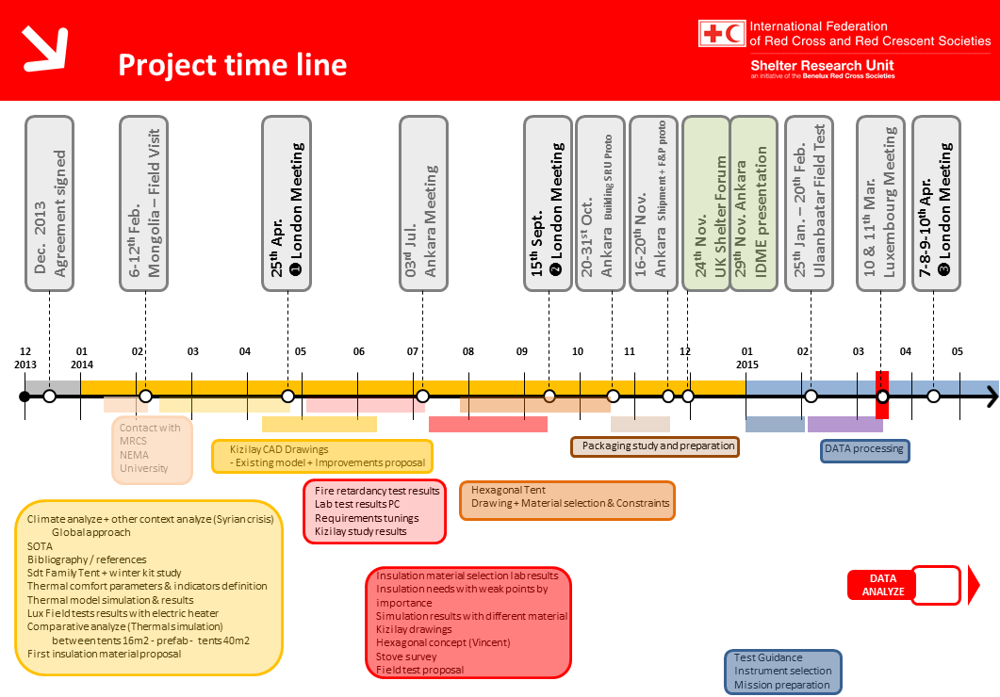 Project time line
International Federation
of Red Cross and Red Crescent Societies
Shelter Research Unit
an initiative of the Benelux Red Cross Societies
Dec. 2013
Agreement signed
6-12th Feb.
Mongolia – Field Visit
25th Apr.
❶ London Meeting
03rd Jul.
Ankara Meeting
15th Sept.
❷ London Meeting
20-31st Oct.
Ankara Building SRU Proto
16-20th Nov.
Ankara Shipment + F&P proto
24th Nov.
UK Shelter Forum
29th Nov. Ankara
IDME presentation
25th Jan. – 20th Feb.
Ulaanbaatar Field Test
10 & 11th Mar.
Luxembourg Meeting
7-8-9-10th Apr.
❸ London Meeting
12 01 02 03 04 05 06 07 08 09 10 11 12 01 02 03 04 05
2013 2014 2015
Contact with
MRCS
NEMA
University
Kizilay CAD Drawings
- Existing model + Improvements proposal
Packaging study and preparation
DATA processing
Fire retardancy test results
Lab test results PC
Requirements tunings
Kizilay study results
Hexagonal Tent
Drawing + Material selection & Constraints
Climate analyze + other context analyze (Syrian crisis)
Global approach
SOTA
Bibliography / references
Sdt Family Tent + winter kit study
Thermal comfort parameters & indicators definition
Thermal model simulation & results
Lux Field tests results with electric heater
Comparative analyze (Thermal simulation)
between tents 16m2 - prefab - tents 40m2
First insulation material proposal
Insulation material selection lab results
Insulation needs with weak points by
importance
Simulation results with different material
Kizilay drawings
Hexagonal concept (Vincent)
Stove survey
Field test proposal
DATA
ANALYZE
Test Guidance
Instrument selection
Mission preparation